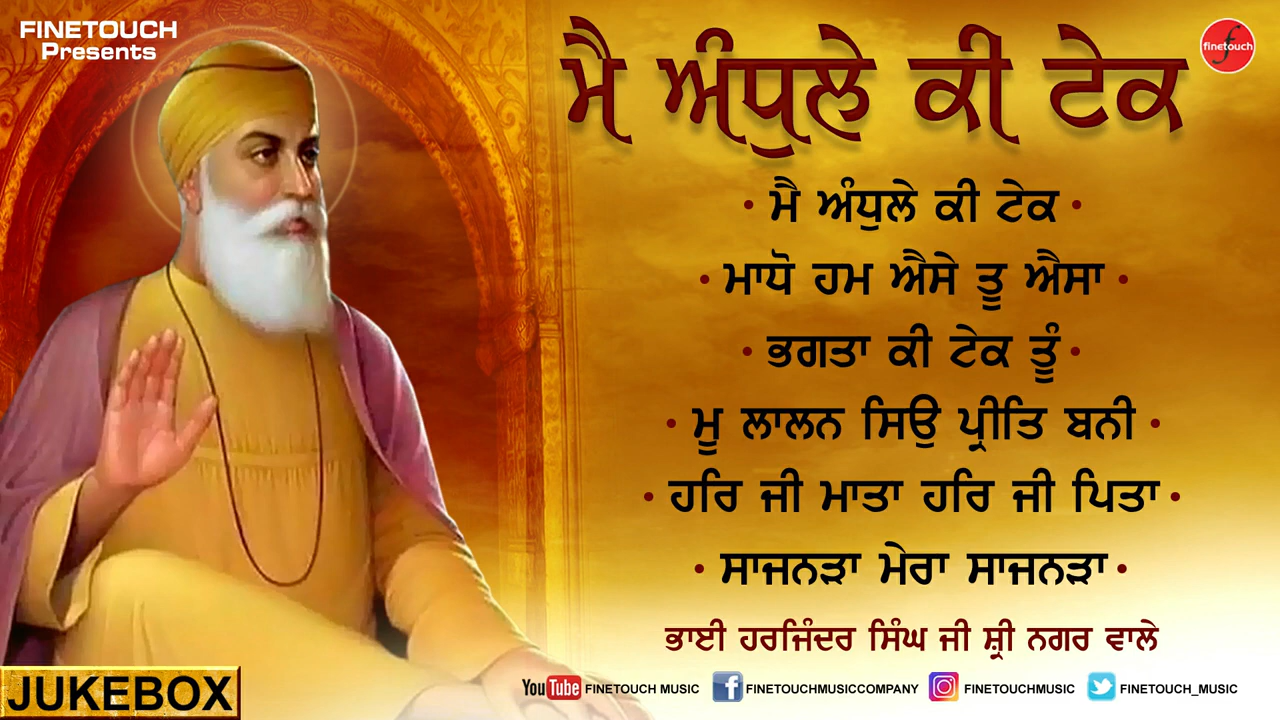 FINETOUCH
Presents
ਮੈ ਅੰਧੁਲੇ ਕੀ ਟੇਕ
finetouch
• ਮੈ ਅੰਧੁਲੇ ਕੀ ਟੇਕ •
• ਮਾਧੋ ਹਮ ਐਸੇ ਤੂ ਐਸਾ •
• ਭਗਤਾ ਕੀ ਟੇਕ ਤੂੰ •
• ਮੂ ਲਾਲਨ ਸਿਉ ਪ੍ਰੀਤਿ ਬਨੀ •
• ਹਰਿ ਜੀ ਮਾਤਾ ਹਰਿ ਜੀ ਪਿਤਾ •
• ਸਾਜਨੜਾ ਮੇਰਾ ਸਾਜਨੜਾ •
ਭਾਈ ਹਰਜਿੰਦਰ ਸਿੰਘ ਜੀ ਸ਼੍ਰੀ ਨਗਰ ਵਾਲੇ
JUKEBOX
YouTube FINETOUCH MUSIC FINETOUCHMUSICCOMPANY FINETOUCHMUSIC FINETOUCH_MUSIC